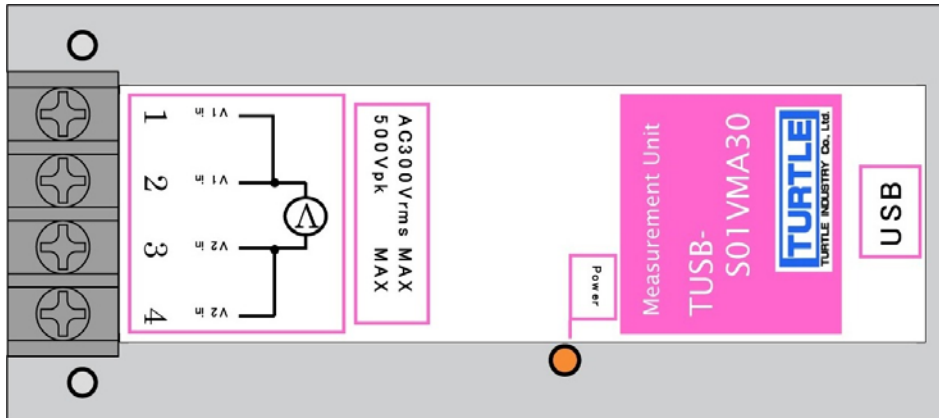 1 V1 in
2 V1 in
3 V2 in
4 V2 in
V
AC300Vrms MAX
500Vpk MAX
Power
Measurement Unit
TUSB-
S01VMA30
TURTLE
TURTLE INDUSTRY Co., Ltd.
USB